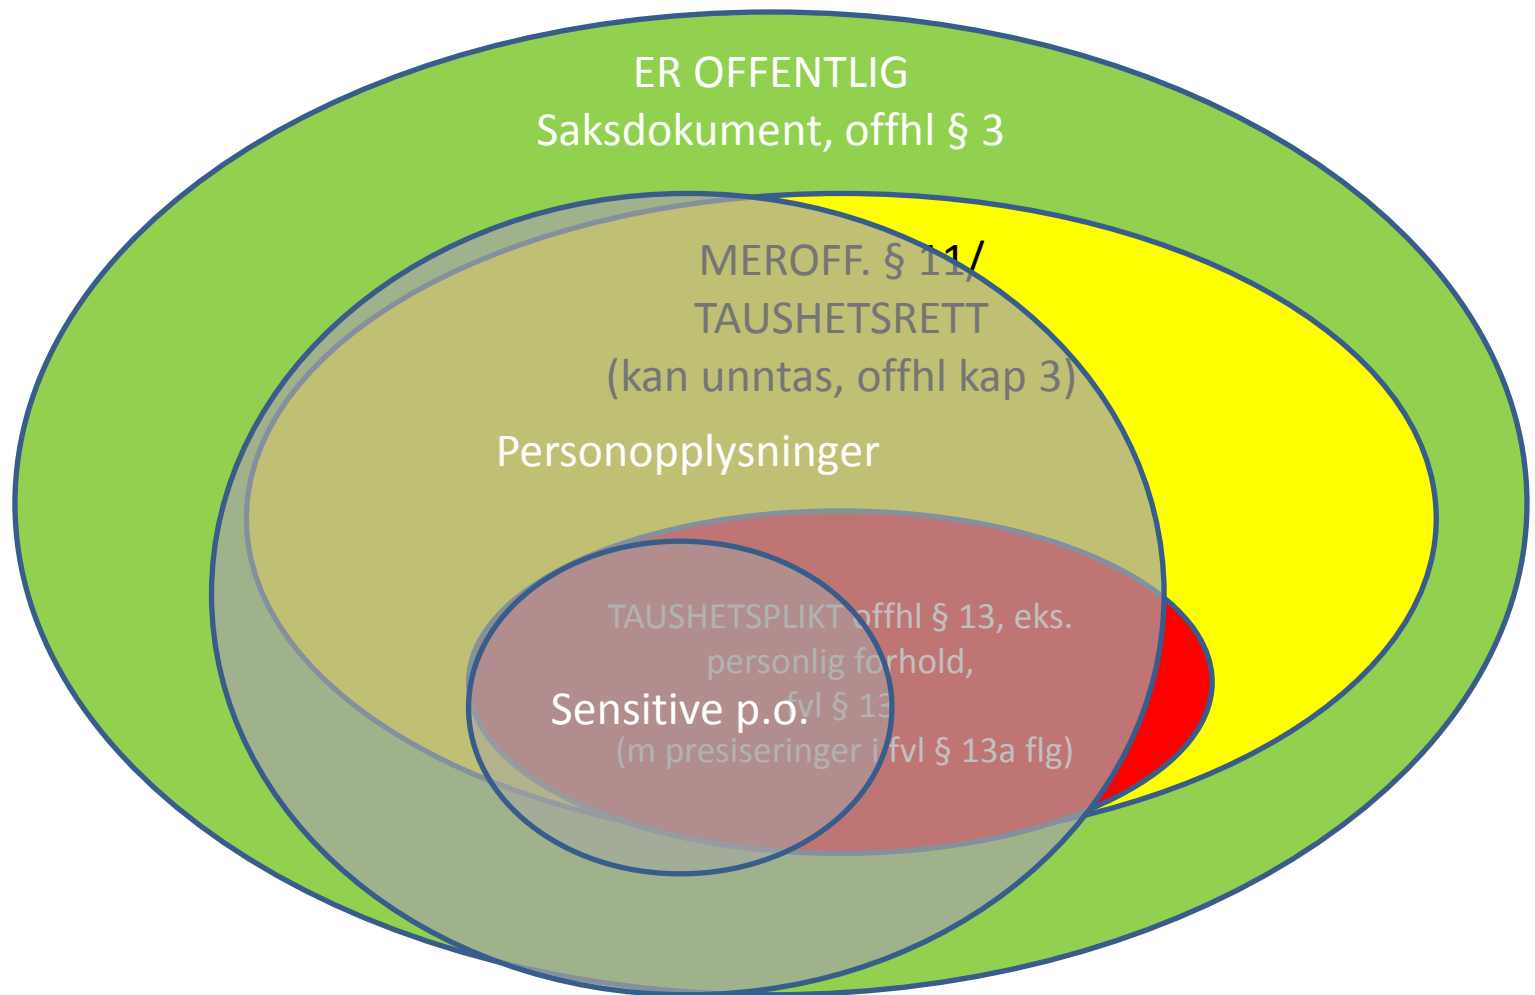 ER OFFENTLIG
Saksdokument, offhl § 3
MEROFF. § 11/
TAUSHETSRETT
(kan unntas, offhl kap 3)
Personopplysninger
TAUSHETSPLIKT offhl § 13, eks.
personlig forhold,
fvl § 13
Sensitive p.o.
(m presiseringer i fvl § 13a flg)